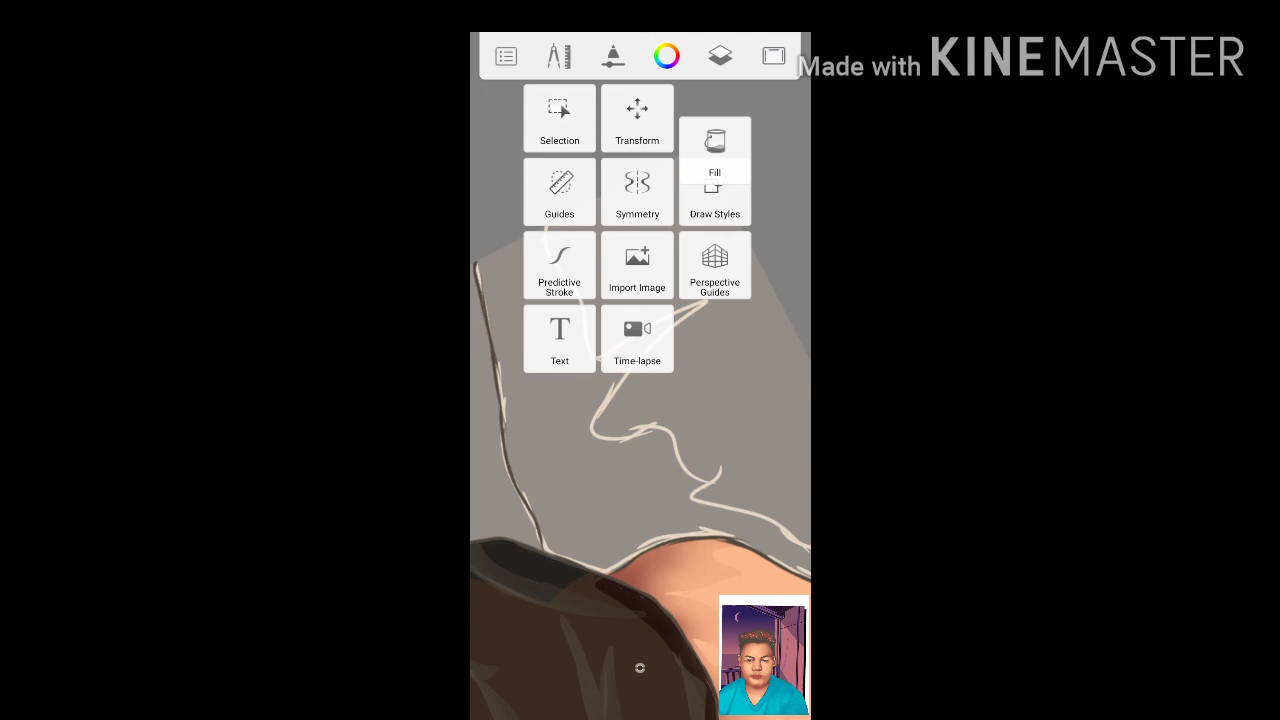 Made with KINEMASTER
Selection
Transform
Fill
Guides
Symmetry
Draw Styles
Predictive
Stroke
Import Image
Perspective
Guides
Text
Time-lapse